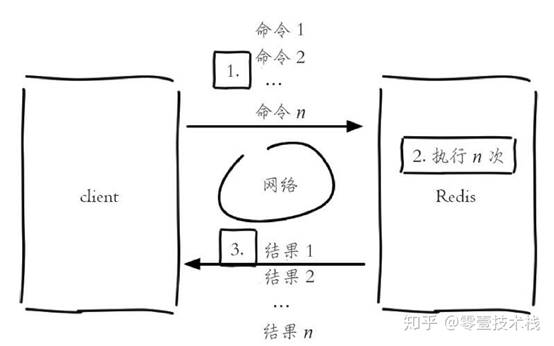 命令 1
命令 2
1.
...
命令 n
client
网络
2. 执行 n 次
Redis
3.
结果 1
结果 2
...
结果 n
知乎 @零壹技术栈